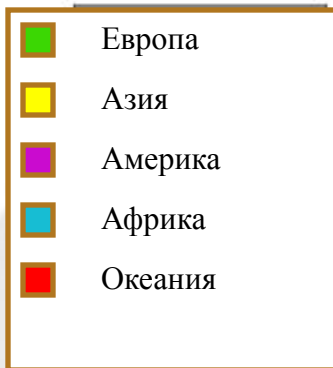 Европа
Азия
Америка
Африка
Океания